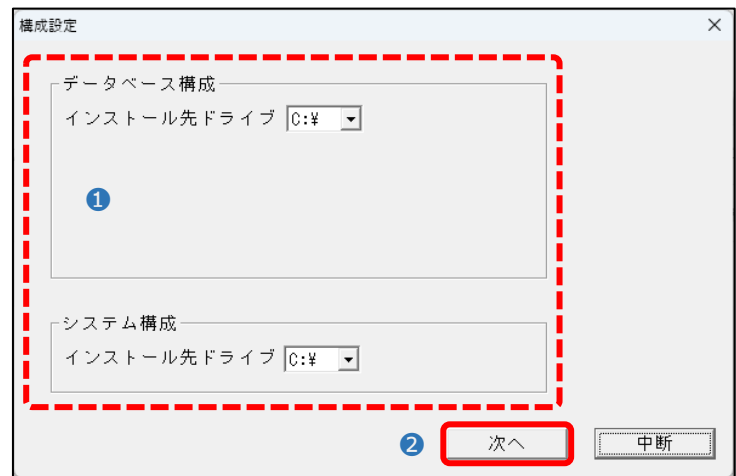 構成設定
データベース構成
インストール先ドライブ C:¥
❶
システム構成
インストール先ドライブ C:¥
❷ 次へ 中断